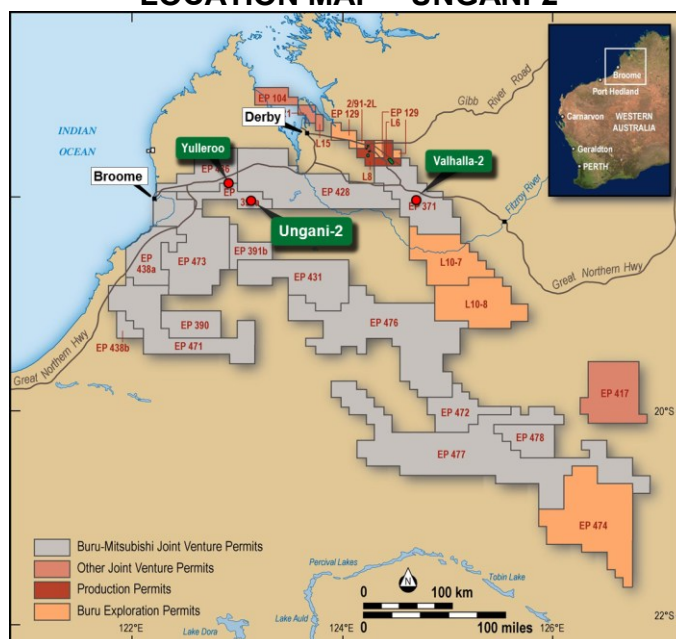 LOCATION MAP – UNGANI 2
Broome
Port Hedland
Carnarvon
WESTERN
AUSTRALIA
Geraldton
PERTH
EP 104
2/91-2L
EP 129
EP 129
L6
Gibb River Road
Derby
L15
INDIAN
OCEAN
Yulleroo
Valhalla-2
L8
Broome
EP 428
EP
EP 371
Fitzroy River
Ungani-2
EP 391b
L10-7
EP
438a
EP 473
EP 431
Great Northern Hwy
L10-8
EP 476
EP 390
EP 438b
EP 471
Great Northern Hwy
EP 417
20°S
EP 472
EP 478
EP 477
EP 474
Buru-Mitsubishi Joint Venture Permits
Other Joint Venture Permits
Production Permits
Buru Exploration Permits
Percival Lakes
Tobin Lake
N
0 100 km
0 100 miles
Lake Auld
Lake Dora
22°S
122°E
124°E
126°E